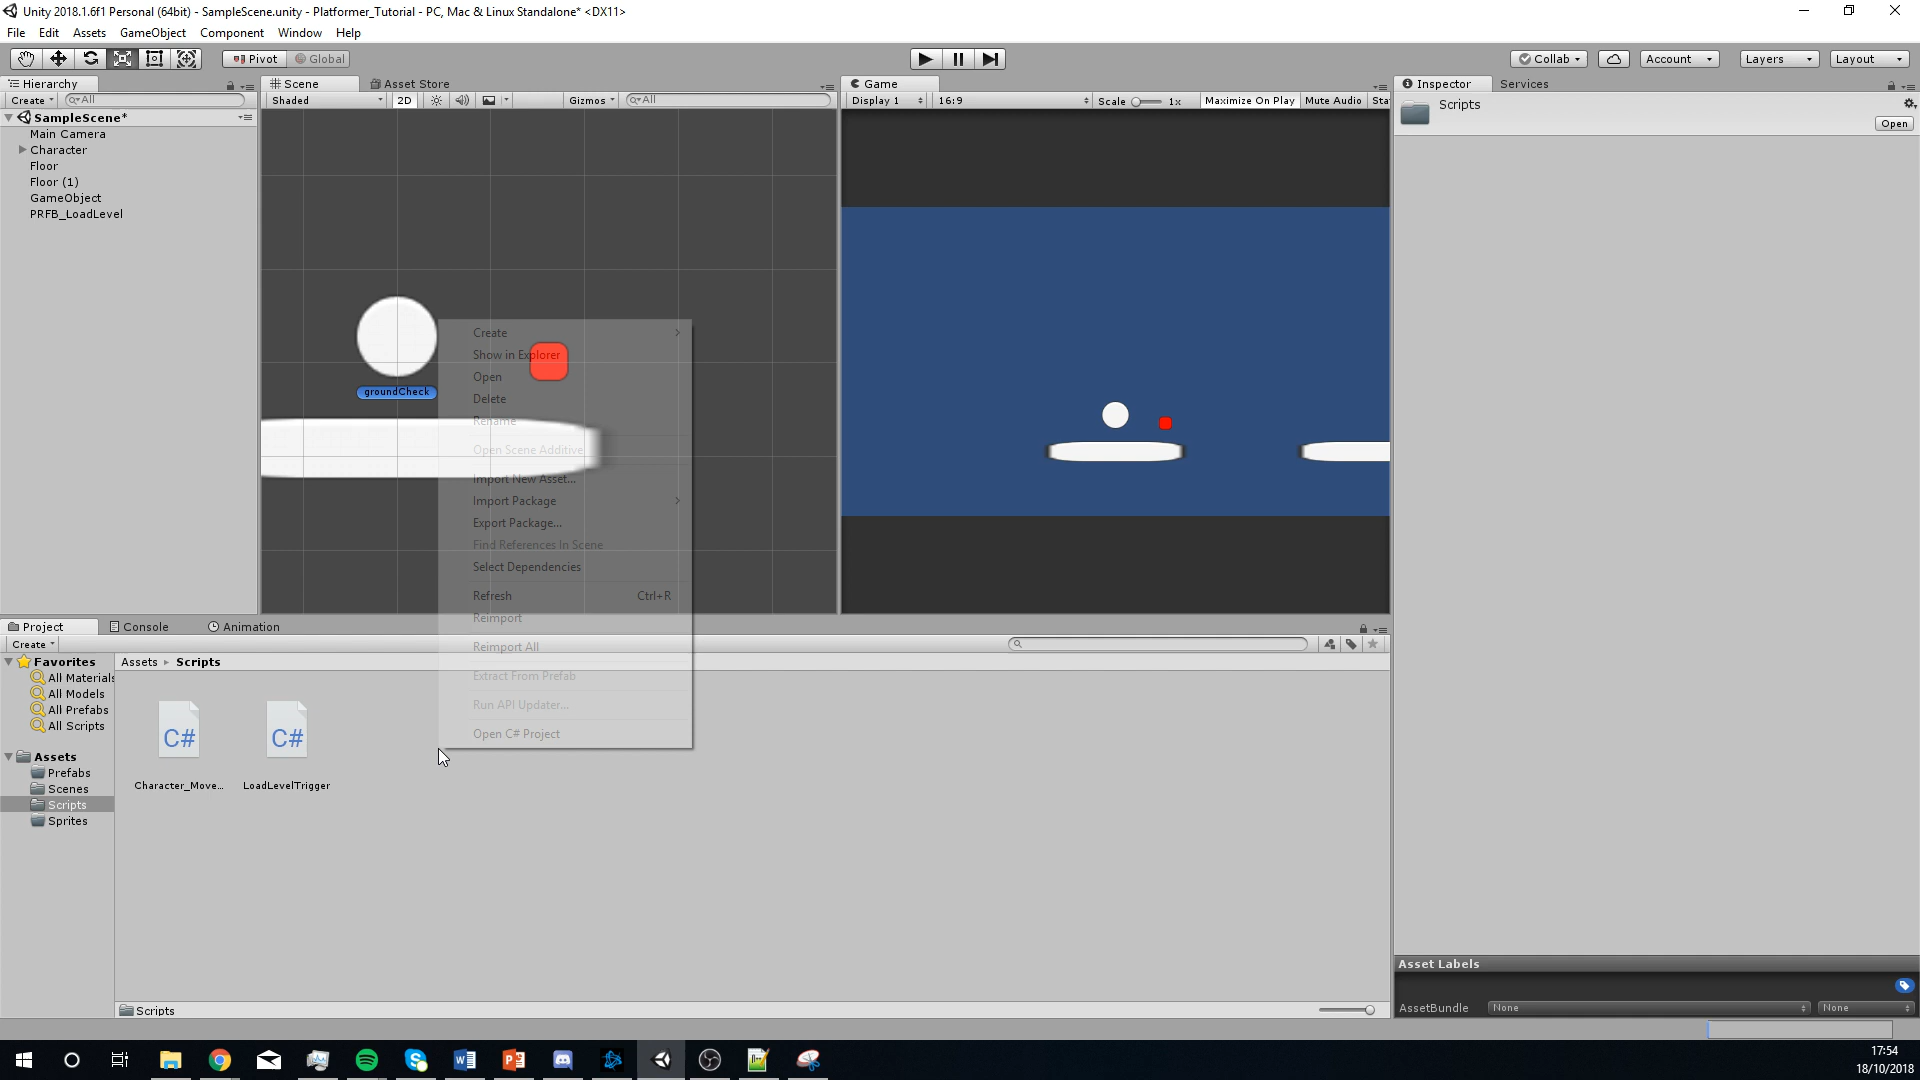 Unity 2018.1.6f1 Personal (64bit) - SampleScene.unity - Platformer_Tutorial - PC, Mac & Linux Standalone* <DX11>
File Edit Assets GameObject Component Window Help
Pivot Global Collab Account Layers Layout
Hierarchy
Create All
SampleScene*
Main Camera
Character
Floor
Floor (1)
GameObject
PRFB_LoadLevel
Scene Asset Store
Shaded 2D Gizmos All
groundCheck
Create
Show in Explorer
Open
Delete
Rename
Open Scene Additive
Import New Asset...
Import Package
Export Package...
Find References In Scene
Select Dependencies
Refresh Ctrl+R
Reimport
Reimport All
Extract From Prefab
Run API Updater...
Open C# Project
Game
Display 1 16:9 Scale 1x Maximize On Play Mute Audio Sta
Inspector Services
Scripts
Open
Project Console Animation
Create
Favorites
All Materials
All Models
All Prefabs
All Scripts
Assets
Prefabs
Scenes
Scripts
Sprites
Assets Scripts
C# C#
Character_Move... LoadLevelTrigger
Scripts
Asset Labels
AssetBundle None None
17:54
18/10/2018